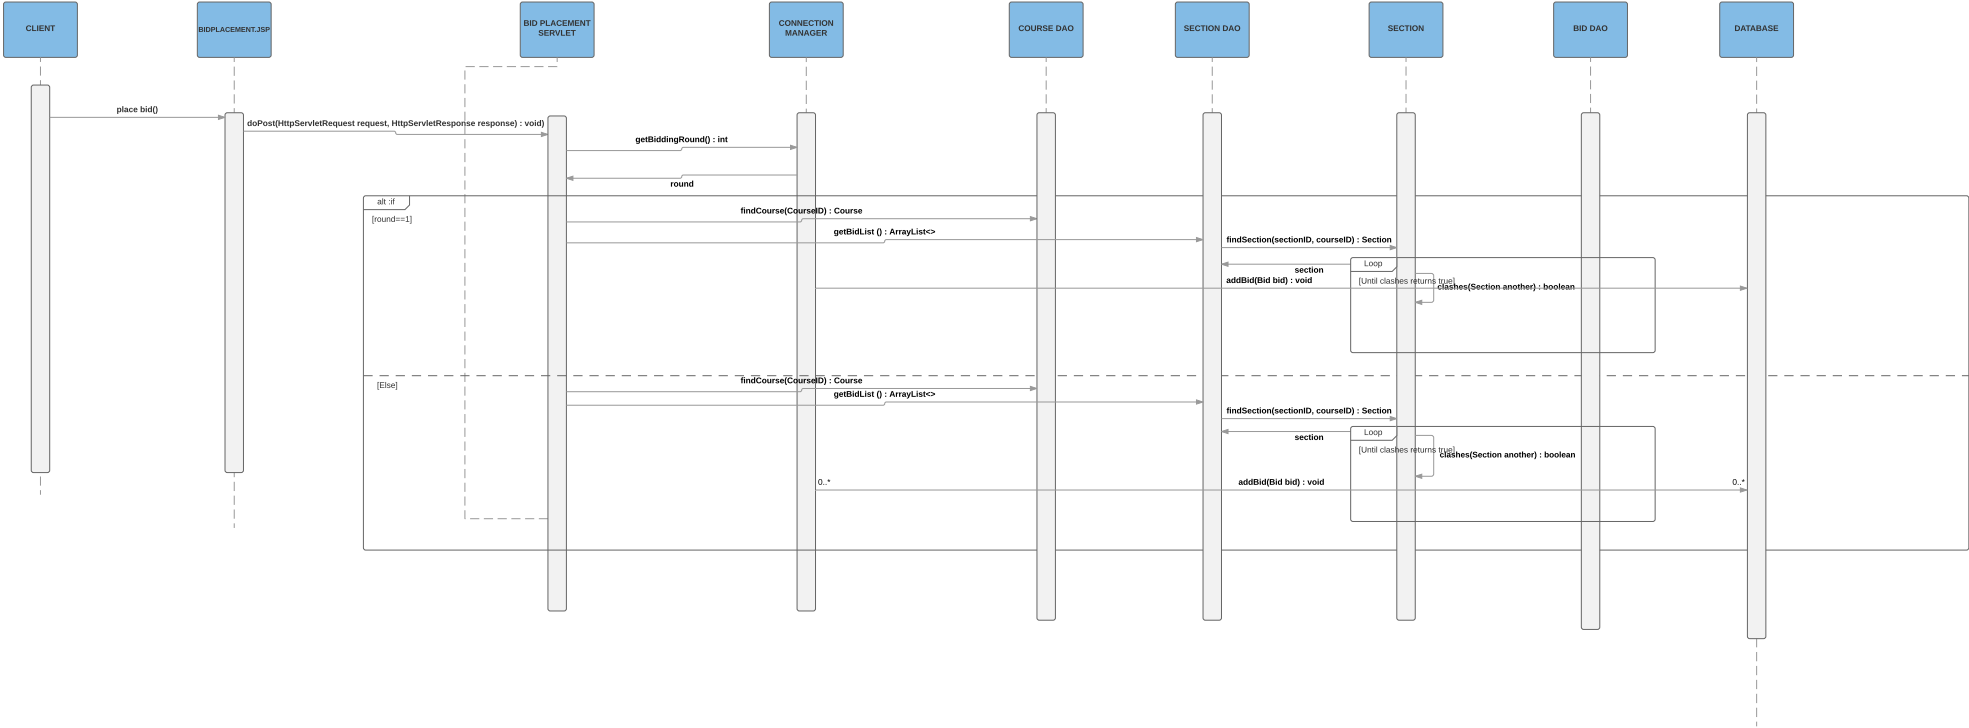 CLIENT
BIDPLACEMENT.JSP
BID PLACEMENT
SERVLET
CONNECTION
MANAGER
COURSE DAO
SECTION DAO
SECTION
BID DAO
DATABASE
place bid()
doPost(HttpServletRequest request, HttpServletResponse response) : void)
getBiddingRound() : int
round
alt :if
[round==1]
findCourse(CourseID) : Course
getBidList () : ArrayList<>
findSection(sectionID, courseID) : Section
section
Loop
[Until clashes returns true]
addBid(Bid bid) : void
clashes(Section another) : boolean
[Else]
findCourse(CourseID) : Course
getBidList () : ArrayList<>
findSection(sectionID, courseID) : Section
section
Loop
[Until clashes returns true]
clashes(Section another) : boolean
0..*
addBid(Bid bid) : void
0..*